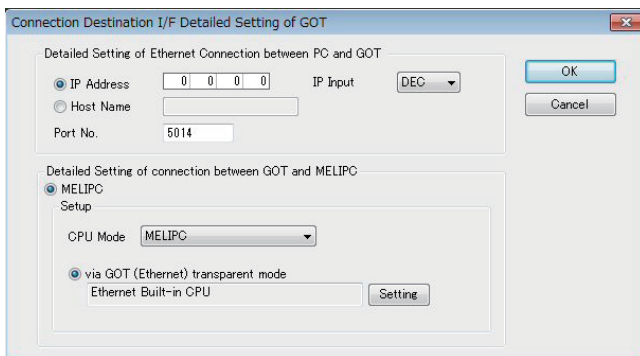 Connection Destination I/F Detailed Setting of GOT
Detailed Setting of Ethernet Connection between PC and GOT
IP Address 0 0 0 0 IP Input DEC
Host Name
Port No. 5014
OK
Cancel
Detailed Setting of connection between GOT and MELIPC
MELIPC
Setup
CPU Mode MELIPC
via GOT (Ethernet) transparent mode
Ethernet Built-in CPU Setting